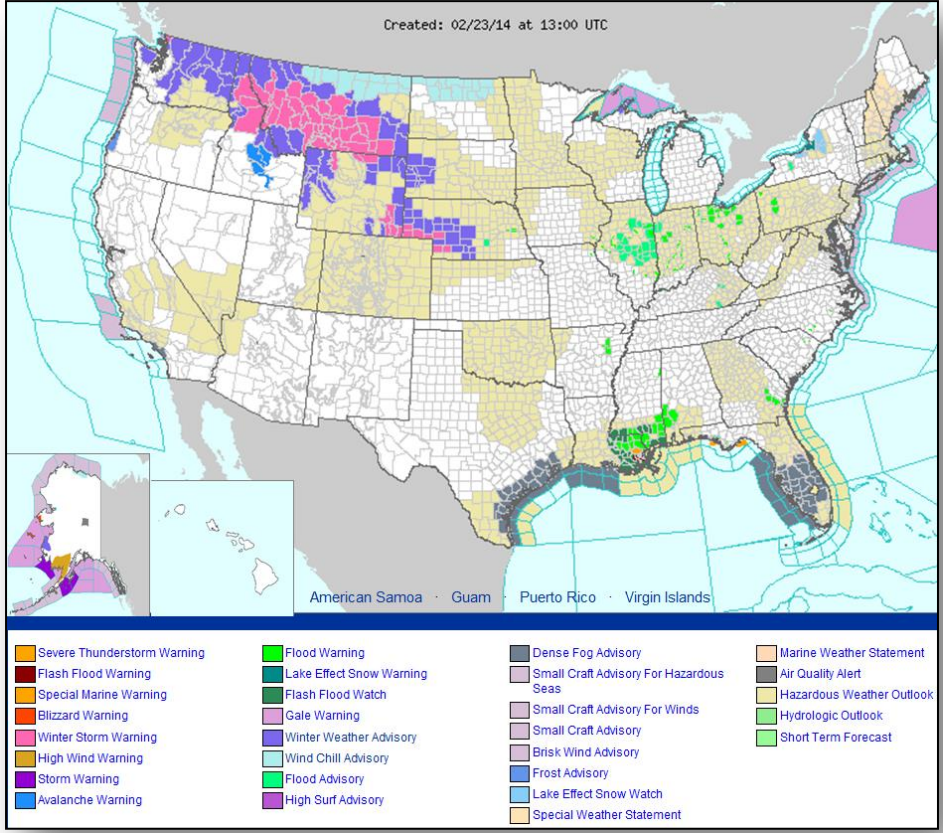 Created: 02/23/14 at 13:00 UTC
American Samoa · Guam · Puerto Rico · Virgin Islands
Severe Thunderstorm Warning
Flash Flood Warning
Special Marine Warning
Blizzard Warning
Winter Storm Warning
High Wind Warning
Storm Warning
Avalanche Warning
Flood Warning
Lake Effect Snow Warning
Flash Flood Watch
Gale Warning
Winter Weather Advisory
Wind Chill Advisory
Flood Advisory
High Surf Advisory
Dense Fog Advisory
Small Craft Advisory For Hazardous
Seas
Small Craft Advisory For Winds
Small Craft Advisory
Brisk Wind Advisory
Frost Advisory
Lake Effect Snow Watch
Special Weather Statement
Marine Weather Statement
Air Quality Alert
Hazardous Weather Outlook
Hydrologic Outlook
Short Term Forecast